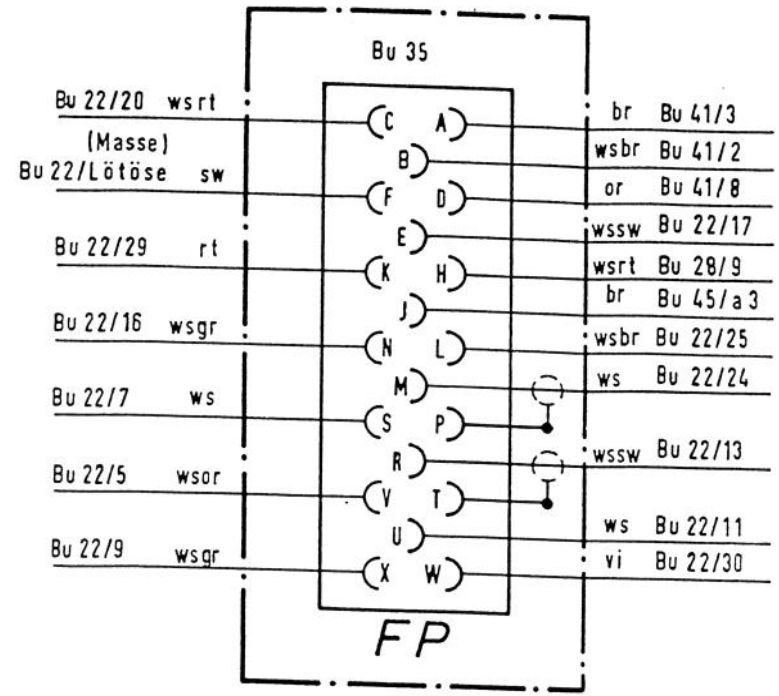 Bu 35
Bu 22/20 wsrt C A br Bu 41/3
(Masse)
B wsbr Bu 41/2
Bu 22/Lötöse sw F D or Bu 41/8
E wssw Bu 22/17
Bu 22/29 rt K H wsrt Bu 28/9
J br Bu 45/a3
Bu 22/16 wsgr N L wsbr Bu 22/25
M ws Bu 22/24
Bu 22/7 ws S P
R wssw Bu 22/13
Bu 22/5 wsor V T
U ws Bu 22/11
Bu 22/9 wsgr X W vi Bu 22/30
FP